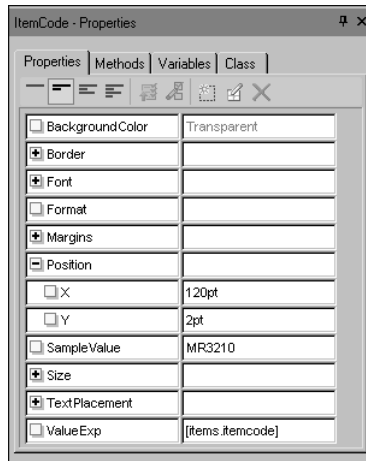 ItemCode - Properties
Properties Methods Variables Class
BackgroundColor Transparent
Border
Font
Format
Margins
Position
X 120pt
Y 2pt
SampleValue MR3210
Size
TextPlacement
ValueExp [items.itemcode]